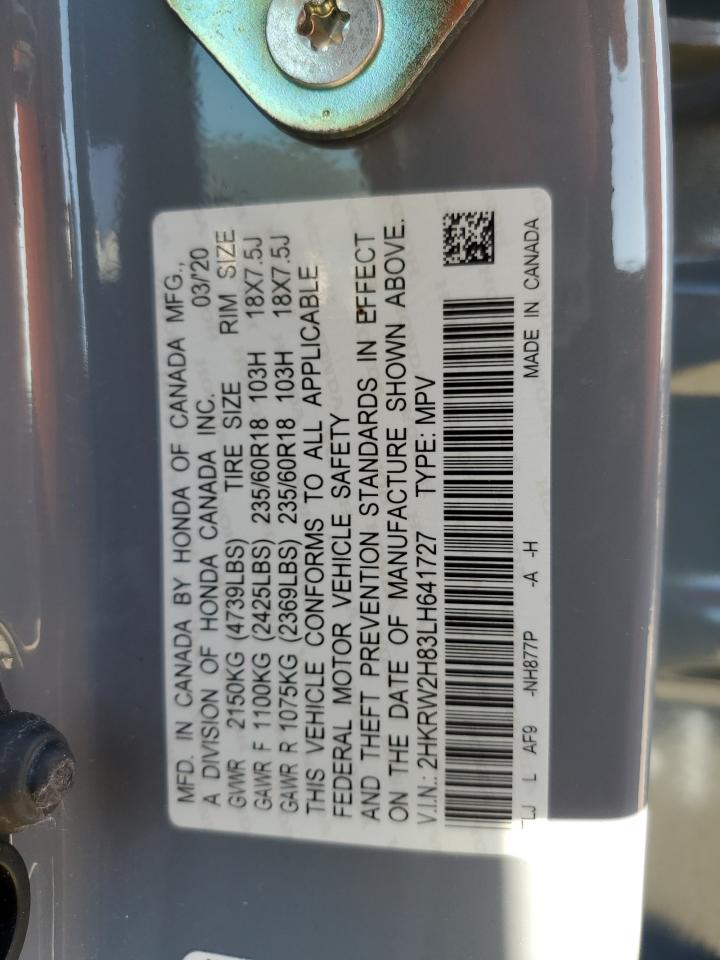 MFD. IN CANADA BY HONDA OF CANADA MFG.,
A DIVISION OF HONDA CANADA INC. 03/'20
GVWR 2150KG (4739LBS) TIRE SIZE RIM SIZE
GAWR F 1100KG (2425LBS) 235/60R18 103H 18X7.5J
GAWR R 1075KG (2369LBS) 235/60R18 103H 18X7.5J
THIS VEHICLE CONFORMS TO ALL APPLICABLE
FEDERAL MOTOR VEHICLE SAFETY
AND THEFT PREVENTION STANDARDS IN EFFECT
ON THE DATE OF MANUFACTURE SHOWN ABOVE.
V.I.N.: 2HKRW2H83LH641727 TYPE: MPV
TLJ L AF9 -NH877P -A -H MADE IN CANADA